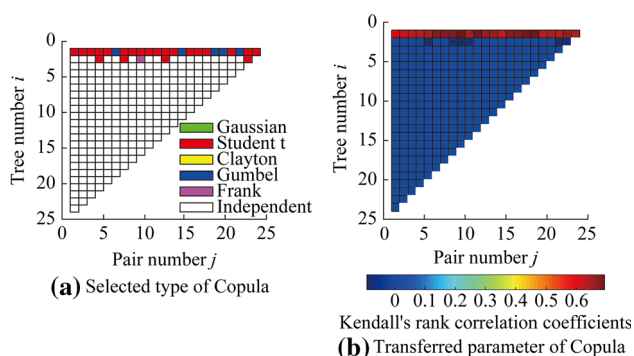 0
5
10
15
20
25
Tree number i
Gaussian
Student t
Clayton
Gumbel
Frank
Independent
0 5 10 15 20 25
Pair number j
(a) Selected type of Copula
0
5
10
15
20
25
Tree number i
0 5 10 15 20 25
Pair number j
0 0.1 0.2 0.3 0.4 0.5 0.6
Kendall's rank correlation coefficients
(b) Transferred parameter of Copula